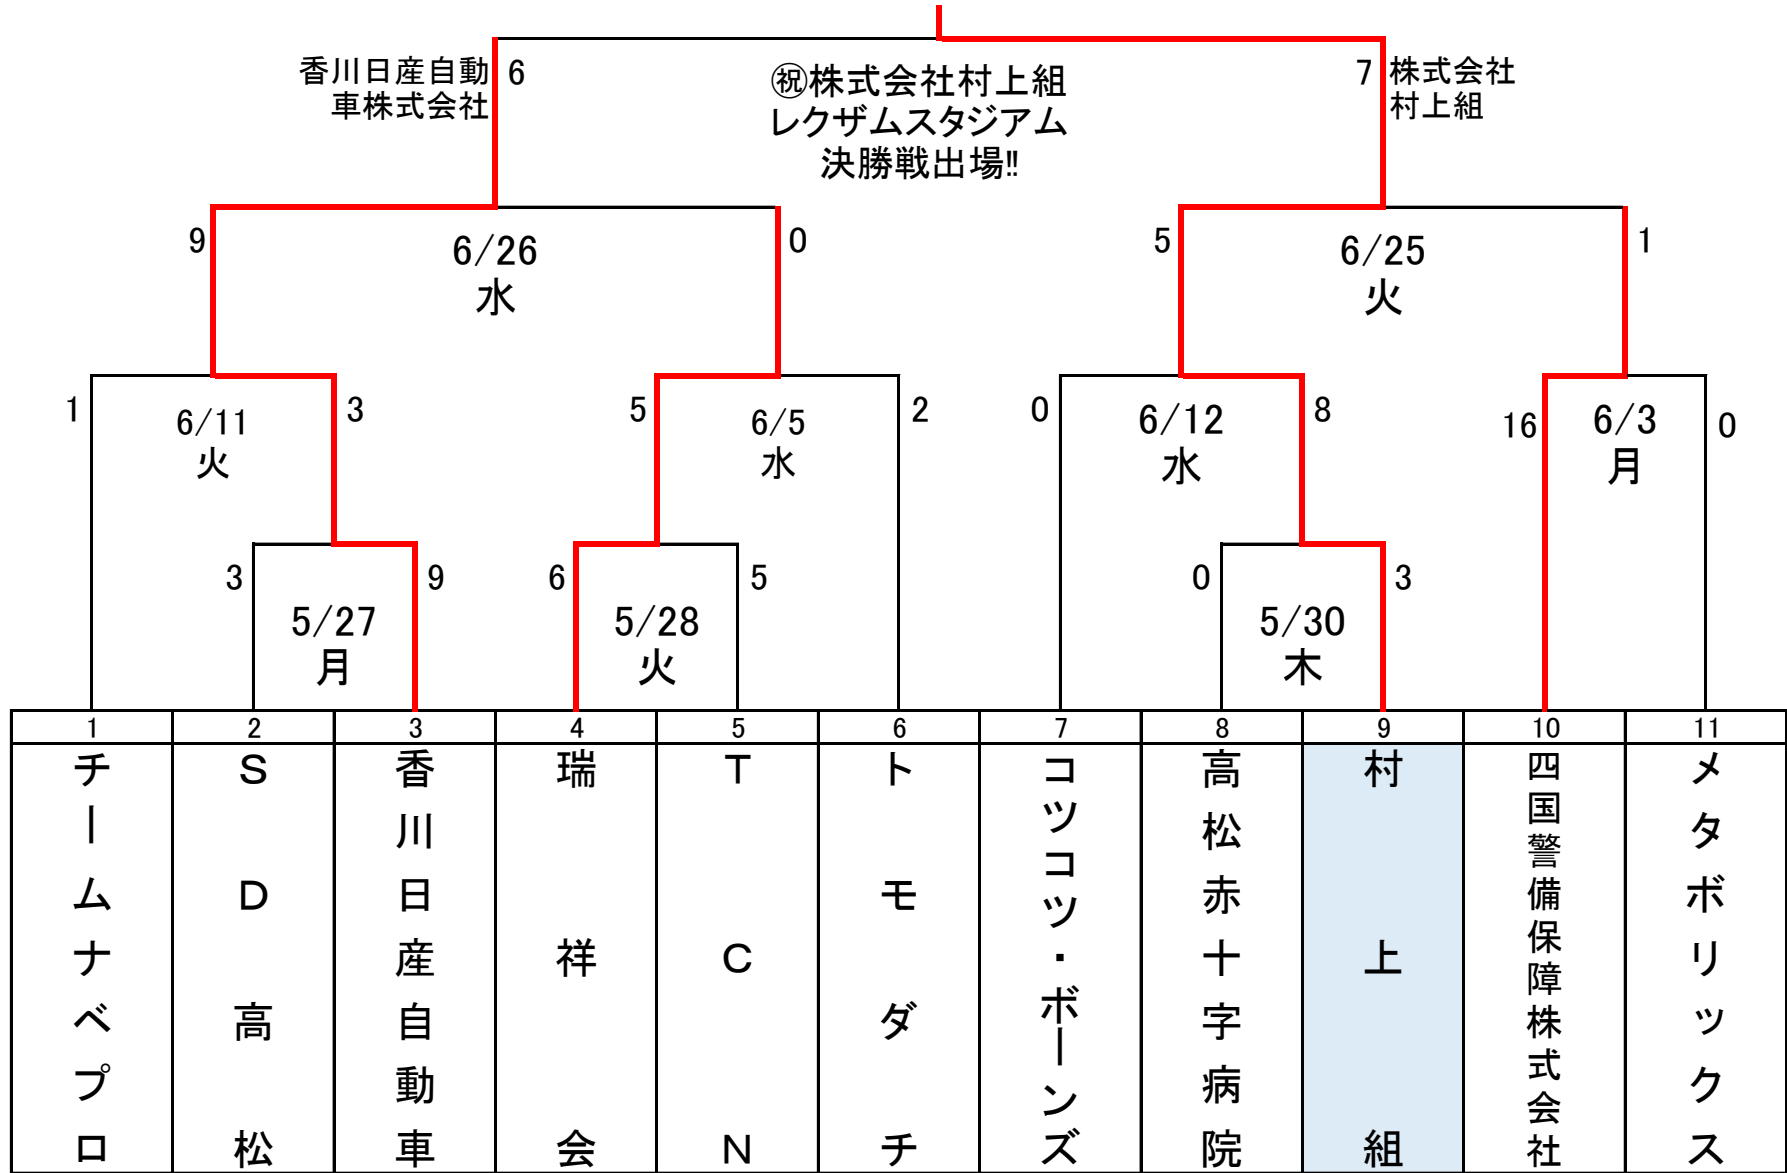 香川日産自動
車株式会社
6
㊗株式会社村上組
レクザムスタジアム
決勝戦出場!!
7
株式会社
村上組
9
6/26
水
0
5
6/25
火
1
1
6/11
火
3
5
6/5
水
2
0
6/12
水
8
16
6/3
月
0
3
5/27
月
9
6
5/28
火
5
0
5/30
木
3
1
2
3
4
5
6
7
8
9
10
11
チームナベプロ
SD高松
香川日産自動車
瑞祥会
TCN
トモダチ
コツコツ・ボーンズ
高松赤十字病院
村上組
四国警備保障株式会社
メタボリックス